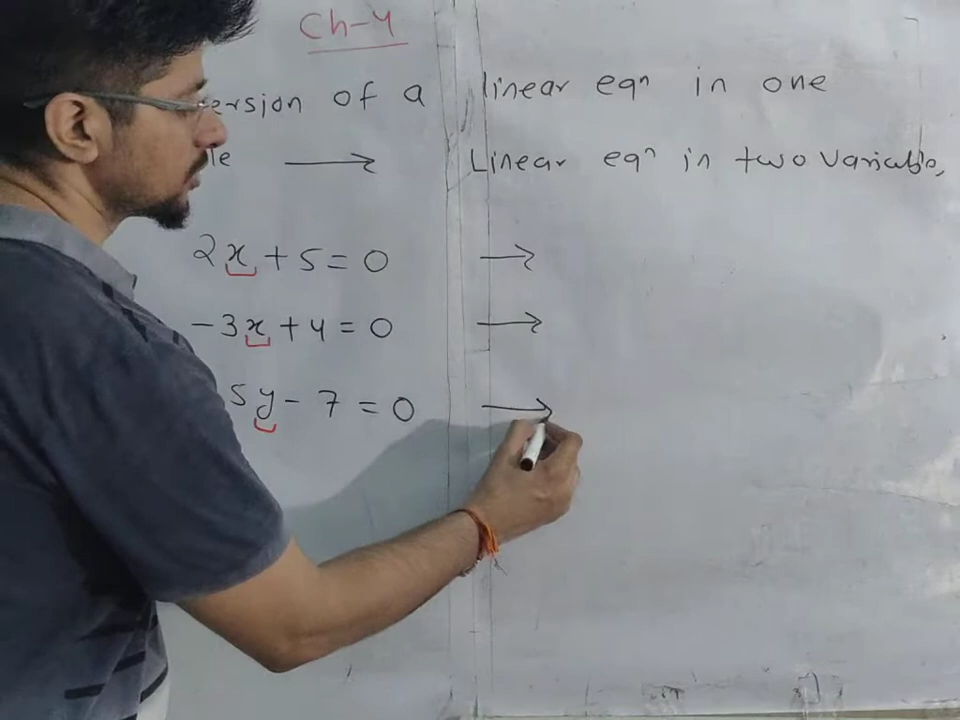 Ch-4
ersion of a linear eqⁿ in one
le → Linear eqⁿ in two variable,
2x + 5 = 0 →
-3x + 4 = 0 →
5y - 7 = 0 →